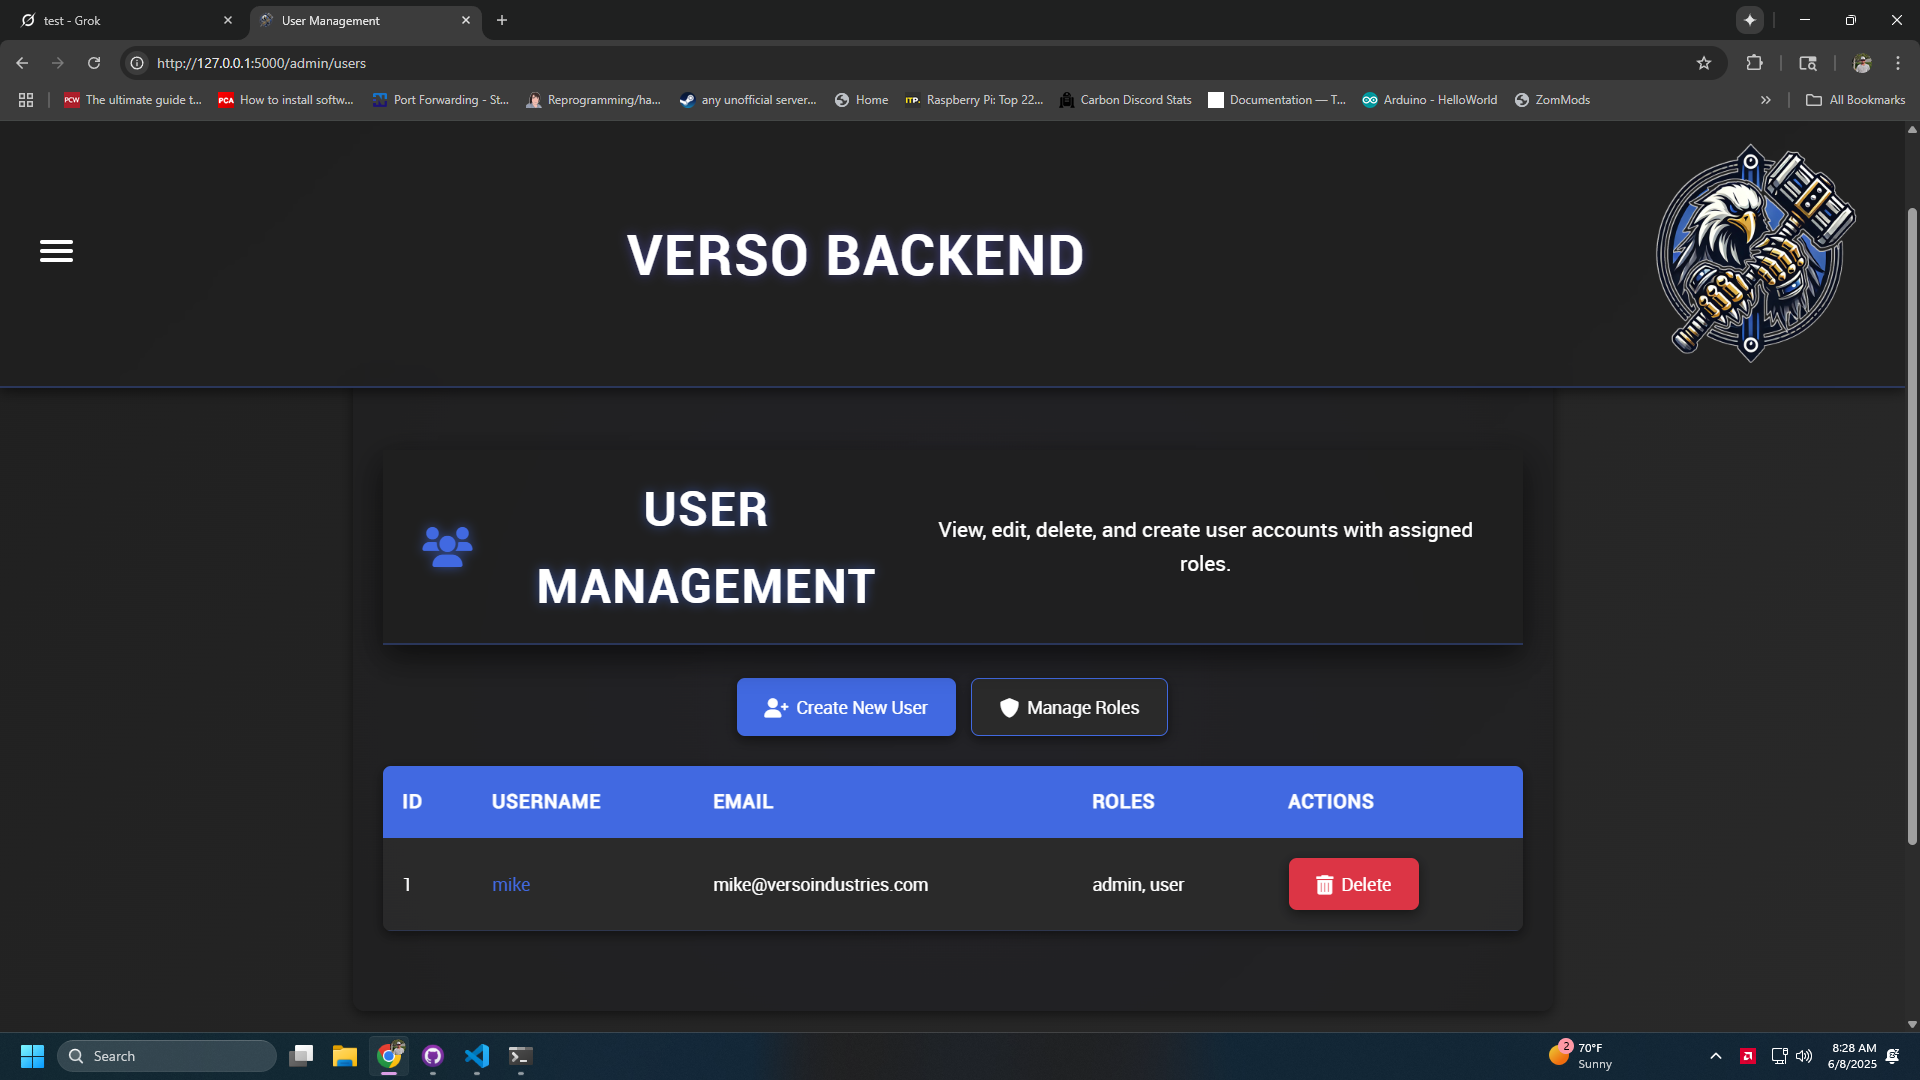 test - Grok
User Management
http://127.0.0.1:5000/admin/users
PCW The ultimate guide t...
PCA How to install softw...
Port Forwarding - St...
Reprogramming/ha...
any unofficial server...
Home
ITP. Raspberry Pi: Top 22...
Carbon Discord Stats
Documentation — T...
Arduino - HelloWorld
ZomMods
All Bookmarks
VERSO BACKEND
USER
MANAGEMENT
View, edit, delete, and create user accounts with assigned
roles.
Create New User
Manage Roles
ID USERNAME EMAIL ROLES ACTIONS
1 mike mike@versoindustries.com admin, user Delete
Search
2
70°F
Sunny
8:28 AM
6/8/2025